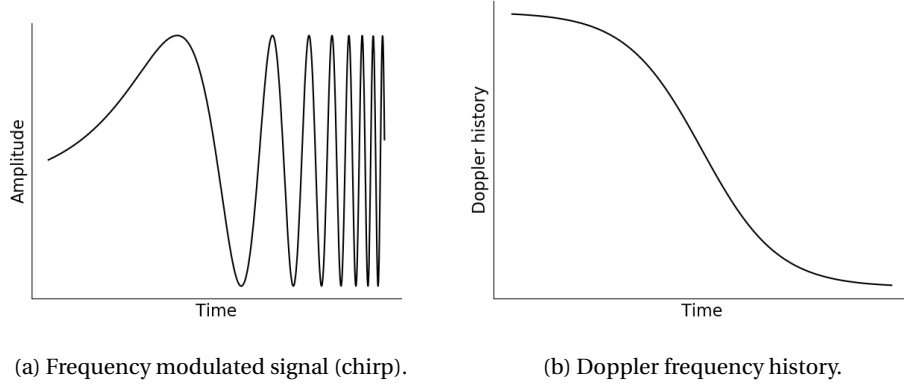 Amplitude
Time
Doppler history
Time
(a) Frequency modulated signal (chirp).
(b) Doppler frequency history.